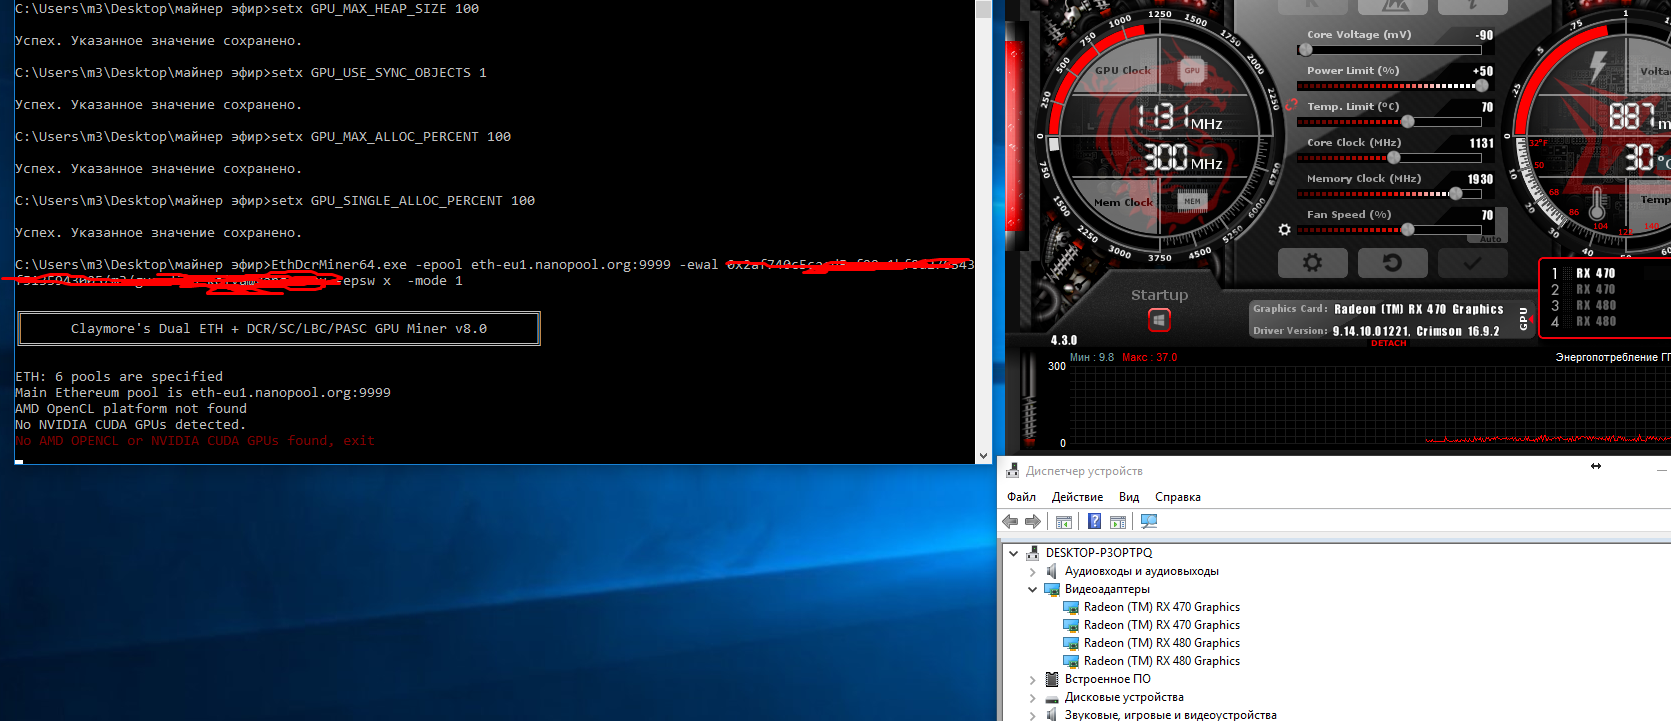 C:\Users\m3\Desktop\майнер эфир>setx GPU_MAX_HEAP_SIZE 100
Успех. Указанное значение сохранено.
C:\Users\m3\Desktop\майнер эфир>setx GPU_USE_SYNC_OBJECTS 1
Успех. Указанное значение сохранено.
C:\Users\m3\Desktop\майнер эфир>setx GPU_MAX_ALLOC_PERCENT 100
Успех. Указанное значение сохранено.
C:\Users\m3\Desktop\майнер эфир>setx GPU_SINGLE_ALLOC_PERCENT 100
Успех. Указанное значение сохранено.
C:\Users\m3\Desktop\майнер эфир>EthDcrMiner64.exe -epool eth-eu1.nanopool.org:9999 -ewal
-epsw x -mode 1
Claymore's Dual ETH + DCR/SC/LBC/PASC GPU Miner v8.0
ETH: 6 pools are specified
Main Ethereum pool is eth-eu1.nanopool.org:9999
AMD OpenCL platform not found
No NVIDIA CUDA GPUs detected.
No AMD OPENCL or NVIDIA CUDA GPUs found, exit
0 250 500 750 1000 1250 1500 1750 2000 2250
GPU Clock
GPU
1131 MHz
300 MHz
Mem Clock
MEM
750 1500 2250 3000 3750 4500 5250 6000 6750
Core Voltage (mV) -90
Power Limit (%) +50
Temp. Limit (ºC) 70
Core Clock (MHz) 1131
Memory Clock (MHz) 1930
Fan Speed (%) 70
Auto
0 .25 .5 .75 1
887
30°
32°F 50 68 86 104 140
10 20 30 40 50
Startup
4.3.0
Graphics Card: Radeon (TM) RX 470 Graphics
Driver Version: 9.14.10.01221, Crimson 16.9.2
DETACH
GPU
1 RX 470
2 RX 470
3 RX 480
4 RX 480
Мин : 9.8 Макс : 37.0
Энергопотребление
300
0
Диспетчер устройств
Файл Действие Вид Справка
DESKTOP-P3OPTPQ
Аудиовходы и аудиовыходы
Видеоадаптеры
Radeon (TM) RX 470 Graphics
Radeon (TM) RX 470 Graphics
Radeon (TM) RX 480 Graphics
Radeon (TM) RX 480 Graphics
Встроенное ПО
Дисковые устройства
Звуковые, игровые и видеоустройства